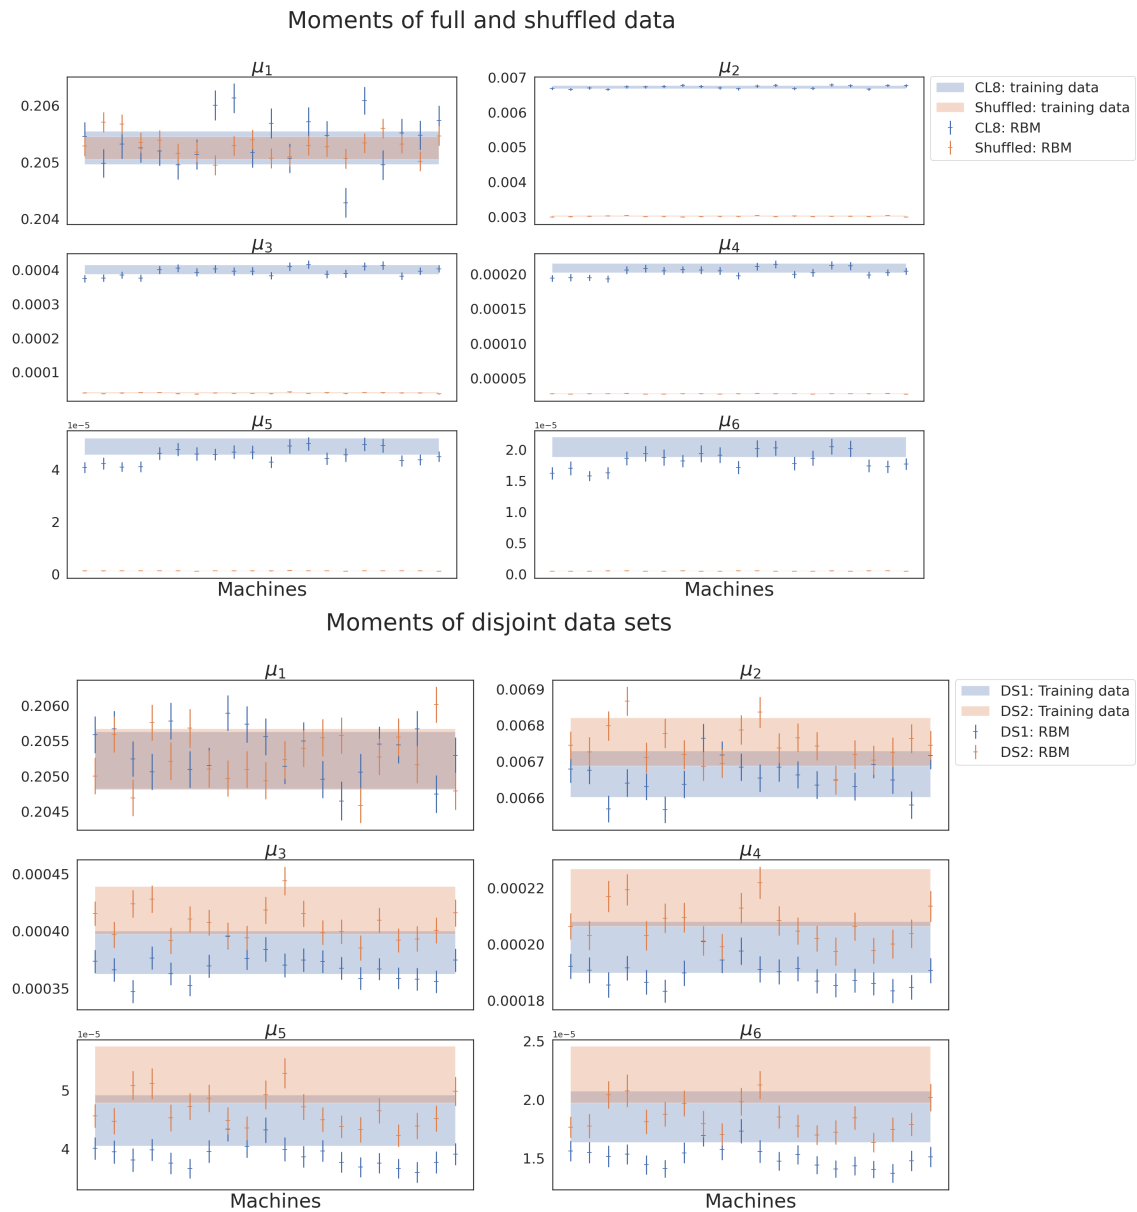 Moments of full and shuffled data
μ1
0.206
0.205
0.204
μ2
0.007
0.006
0.005
0.004
0.003
CL8: training data
Shuffled: training data
CL8: RBM
Shuffled: RBM
μ3
0.0004
0.0003
0.0002
0.0001
μ4
0.00020
0.00015
0.00010
0.00005
μ5
1e−5
4
2
0
Machines
μ6
1e−5
2.0
1.5
1.0
0.5
0.0
Machines
Moments of disjoint data sets
μ1
0.2060
0.2055
0.2050
0.2045
μ2
0.0069
0.0068
0.0067
0.0066
DS1: Training data
DS2: Training data
DS1: RBM
DS2: RBM
μ3
0.00045
0.00040
0.00035
μ4
0.00022
0.00020
0.00018
μ5
1e−5
5
4
Machines
μ6
1e−5
2.5
2.0
1.5
Machines